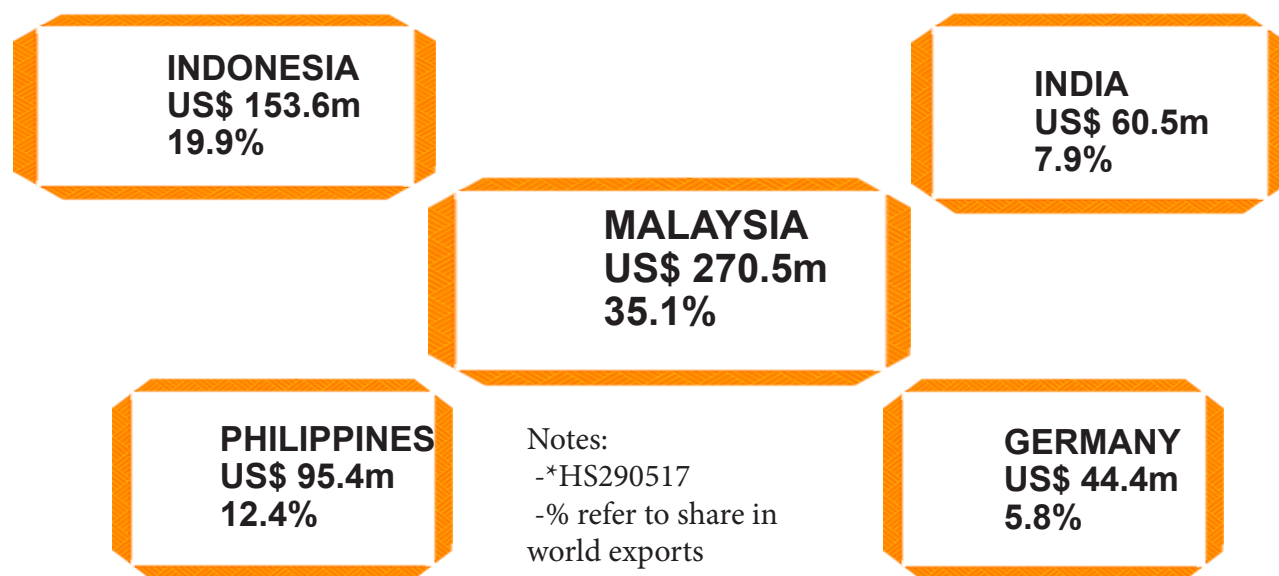 INDONESIA
US$ 153.6m
19.9%
INDIA
US$ 60.5m
7.9%
MALAYSIA
US$ 270.5m
35.1%
PHILIPPINES
US$ 95.4m
12.4%
Notes:
-*HS290517
-% refer to share in
world exports
GERMANY
US$ 44.4m
5.8%